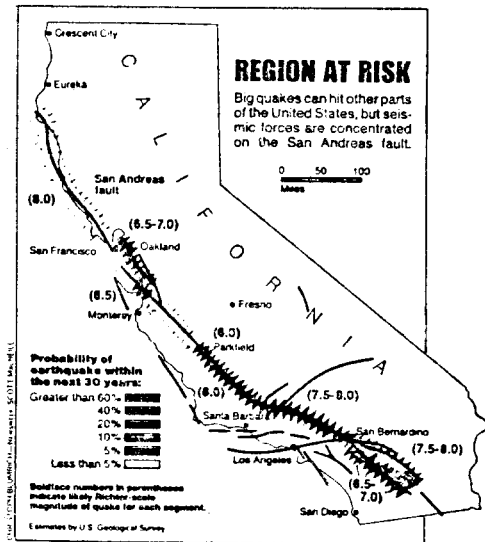 Crescent City
Eureka
CALIFORNIA
REGION AT RISK
Big quakes can hit other parts
of the United States, but seis-
mic forces are concentrated
on the San Andreas fault.
0 50 100
Miles
San Andreas
fault
(8.0)
(6.5-7.0)
San Francisco
Oakland
(6.5)
Monterey
Fresno
(6.0)
Parkfield
(8.0)
(7.5-8.0)
Santa Barbara
San Bernardino
(7.5-8.0)
Los Angeles
(6.5-
7.0)
San Diego
Probability of
earthquake within
the next 30 years:
Greater than 60%
40%
20%
10%
5%
Less than 5%
Boldface numbers in parentheses
indicate likely Richter-scale
magnitude of quake for each segment.
Estimates by U.S. Geological Survey